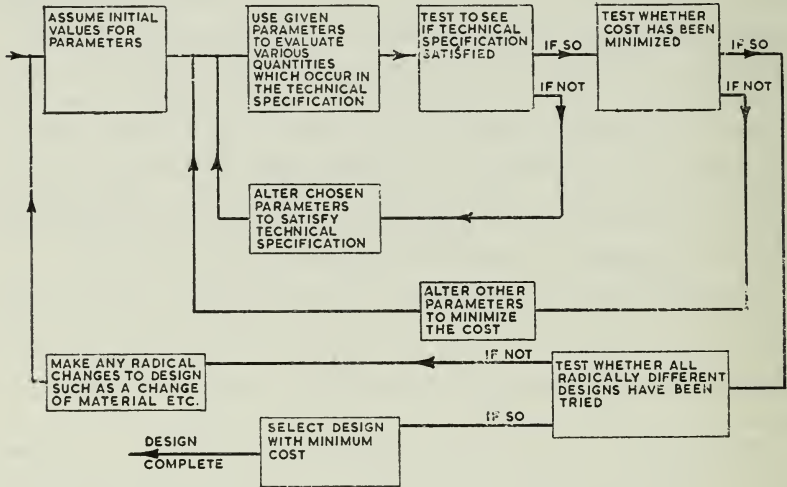 ASSUME INITIAL
VALUES FOR
PARAMETERS
USE GIVEN
PARAMETERS
TO EVALUATE
VARIOUS
QUANTITIES
WHICH OCCUR IN
THE TECHNICAL
SPECIFICATION
TEST TO SEE
IF TECHNICAL
SPECIFICATION
SATISFIED
IF SO
IF NOT
TEST WHETHER
COST HAS BEEN
MINIMIZED
IF SO
IF NOT
ALTER CHOSEN
PARAMETERS
TO SATISFY
TECHNICAL
SPECIFICATION
ALTER OTHER
PARAMETERS
TO MINIMIZE
THE COST
MAKE ANY RADICAL
CHANGES TO DESIGN
SUCH AS A CHANGE
OF MATERIAL ETC.
IF NOT
TEST WHETHER ALL
RADICALLY DIFFERENT
DESIGNS HAVE BEEN
TRIED
IF SO
SELECT DESIGN
WITH MINIMUM
COST
DESIGN
COMPLETE